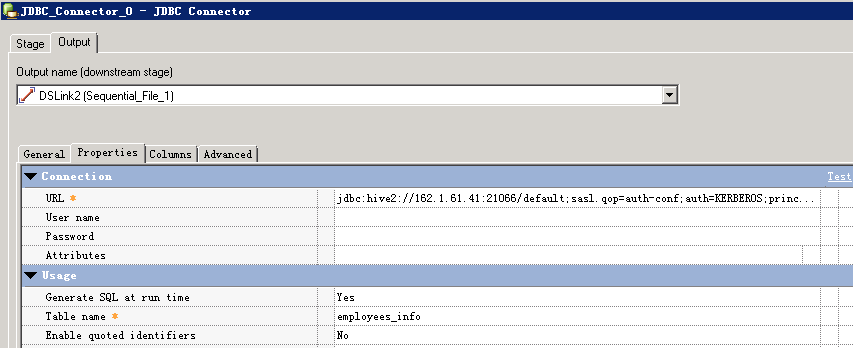 JDBC_Connector_0 - JDBC Connector
Stage Output
Output name (downstream stage)
DSLink2 (Sequential_File_1)
General Properties Columns Advanced
Connection Test
URL * jdbc:hive2://162.1.61.41:21066/default;sasl.qop=auth-conf;auth=KERBEROS;princ...
User name
Password
Attributes
Usage
Generate SQL at run time Yes
Table name * employees_info
Enable quoted identifiers No